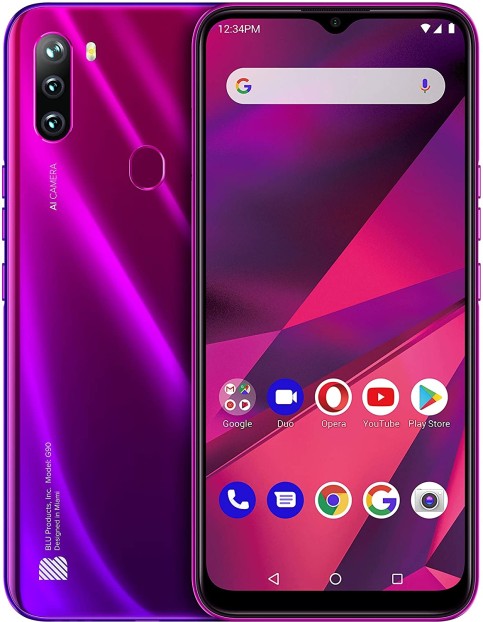 12:34PM
G
AI CAMERA
Google
Duo
Opera
YouTube
Play Store
G
BLU Products, Inc. Model: G90
Designed in Miami